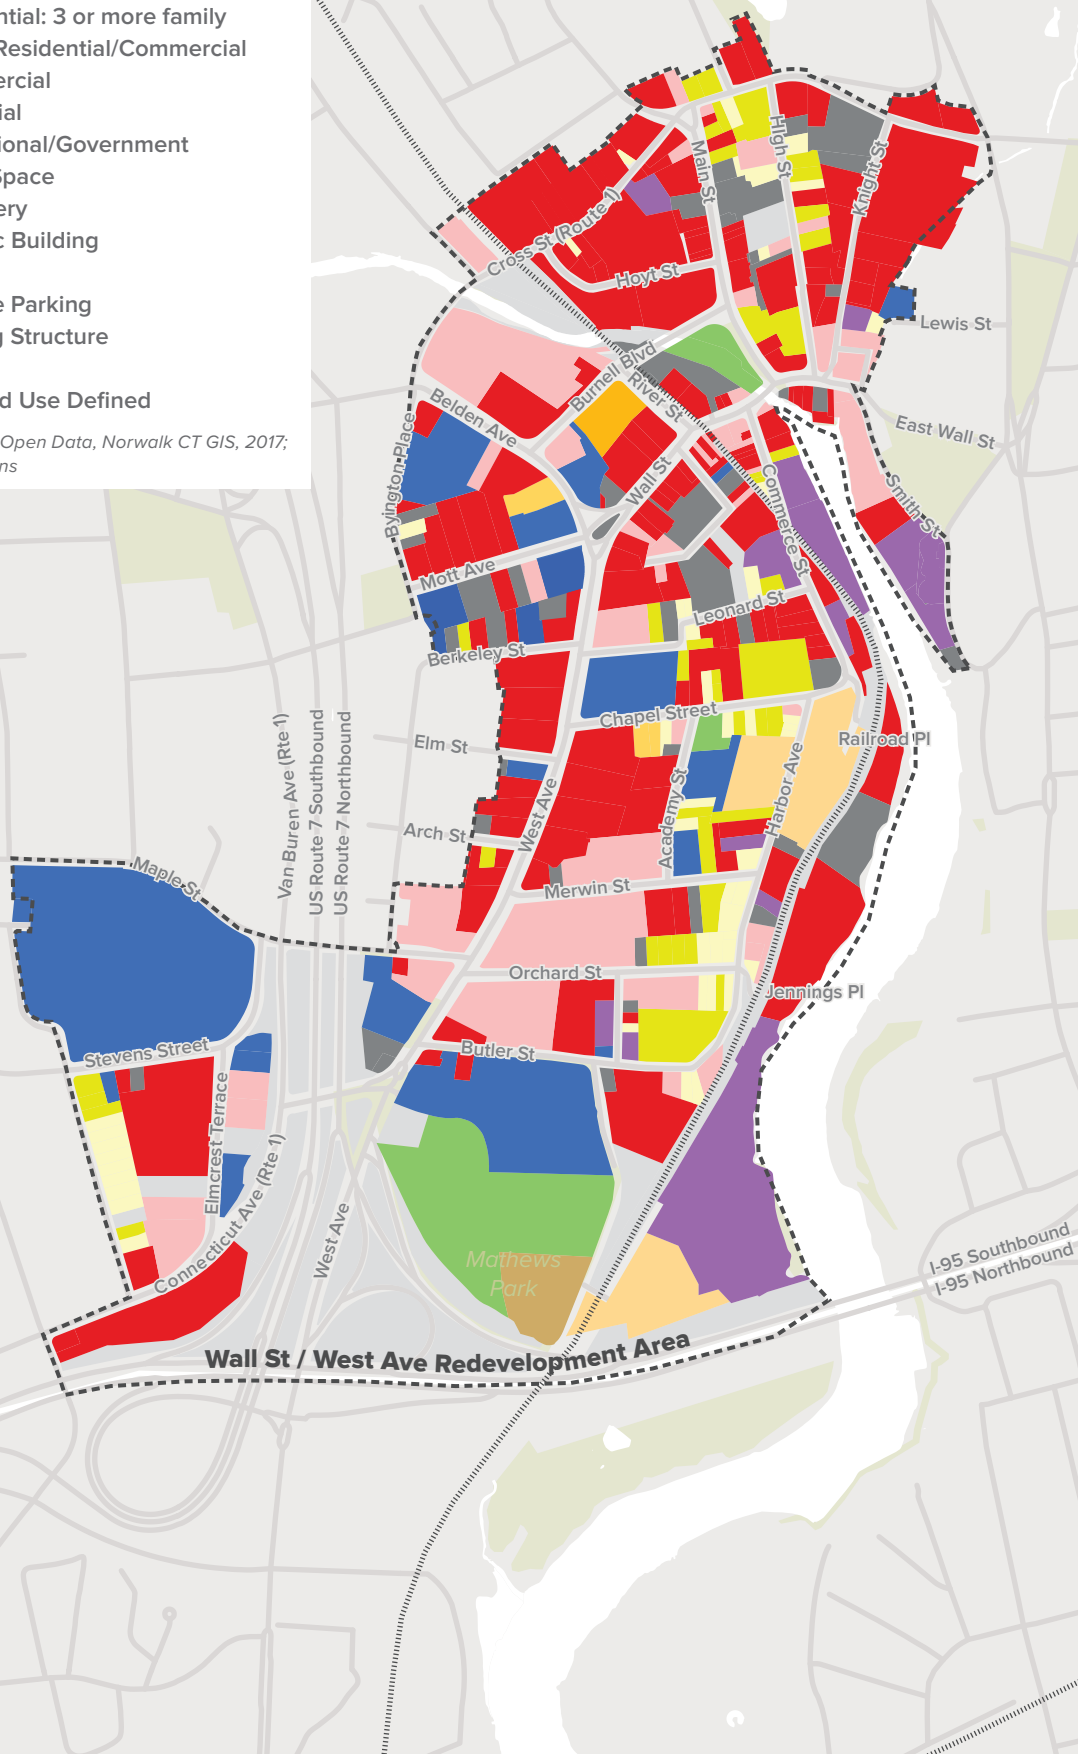 ntial: 3 or more family
Residential/Commercial
ercial
ial
ional/Government
Space
ery
c Building
e Parking
g Structure
d Use Defined
Open Data, Norwalk CT GIS, 2017;
ns
Main St
High St
Knight St
Cross St (Route 1)
Hoyt St
Lewis St
Burnell Blvd
River St
Belden Ave
East Wall St
Byington Place
Wall St
Commerce St
Smith St
Mott Ave
Leonard St
Berkeley St
Chapel Street
Elm St
Railroad Pl
Van Buren Ave (Rte 1)
US Route 7 Southbound
US Route 7 Northbound
West Ave
Academy St
Harbor Ave
Arch St
Maple St
Merwin St
Orchard St
Jennings Pl
Stevens Street
Butler St
Elmcrest Terrace
Connecticut Ave (Rte 1)
West Ave
Mathews
Park
I-95 Southbound
I-95 Northbound
Wall St / West Ave Redevelopment Area